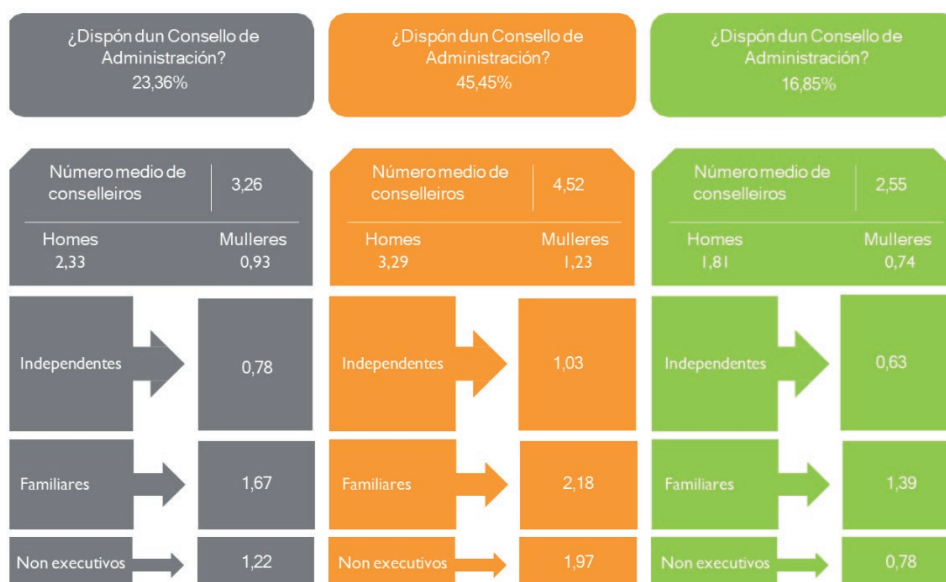 ¿Dispón dun Consello de
Administración?
23,36%
¿Dispón dun Consello de
Administración?
45,45%
¿Dispón dun Consello de
Administración?
16,85%
Número medio de
conselleiros
3,26
Homes
Mulleres
2,33
0,93
Número medio de
conselleiros
4,52
Homes
Mulleres
3,29
1,23
Número medio de
conselleiros
2,55
Homes
Mulleres
1,81
0,74
Independentes
0,78
Independentes
1,03
Independentes
0,63
Familiares
1,67
Familiares
2,18
Familiares
1,39
Non executivos
1,22
Non executivos
1,97
Non executivos
0,78